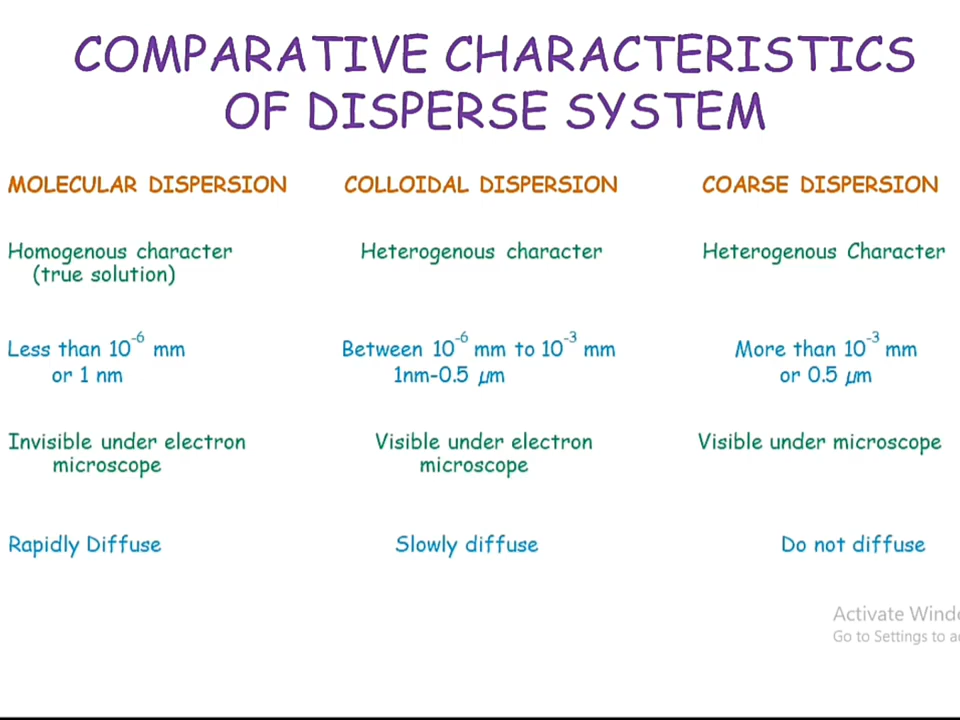 COMPARATIVE CHARACTERISTICS
OF DISPERSE SYSTEM
MOLECULAR DISPERSION COLLOIDAL DISPERSION COARSE DISPERSION
Homogenous character Heterogenous character Heterogenous Character
(true solution)
Less than 10⁻⁶ mm Between 10⁻⁶ mm to 10⁻³ mm More than 10⁻³ mm
or 1 nm 1nm-0.5 µm or 0.5 µm
Invisible under electron Visible under electron Visible under microscope
microscope microscope
Rapidly Diffuse Slowly diffuse Do not diffuse
Activate
Go to Settings to